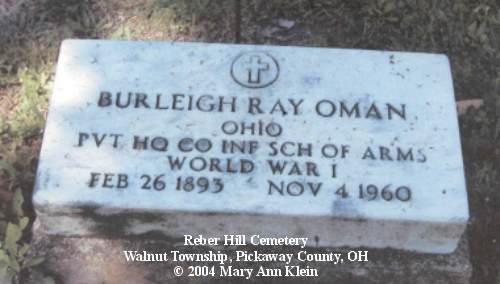 BURLEIGH RAY OMAN
OHIO
PVT HQ CO INF SCH OF ARMS
WORLD WAR I
FEB 26 1893 NOV 4 1960
Reber Hill Cemetery
Walnut Township, Pickaway County, OH
© 2004 Mary Ann Klein